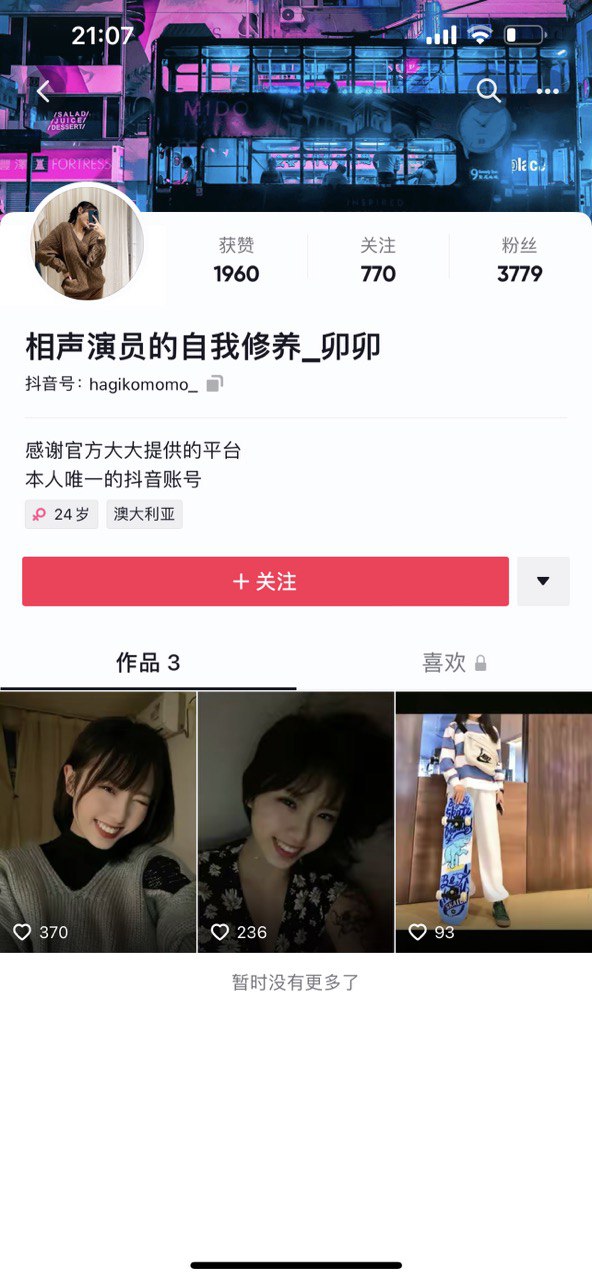 21:07
MIDO
/SALAD/
JUICE/
/DESSERT/
FORTRESS
place
INSPIRED
获赞 关注 粉丝
1960 770 3779
相声演员的自我修养_卯卯
抖音号：hagikomomo_
感谢官方大大提供的平台
本人唯一的抖音账号
24岁 澳大利亚
+ 关注
作品 3 喜欢
370 236 93
暂时没有更多了